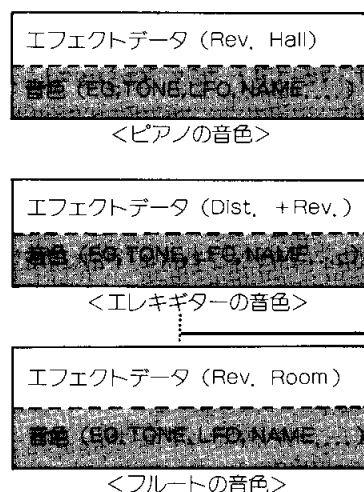 エフェクトデータ (Rev. Hall)
音色 (EG,TONE,LFO,NAME....)
<ピアノの音色>
エフェクトデータ (Dist. +Rev.)
音色 (EG,TONE,LFO,NAME....)
<エレキギターの音色>
エフェクトデータ (Rev. Room)
音色 (EG,TONE,LFO,NAME....)
<フルートの音色>